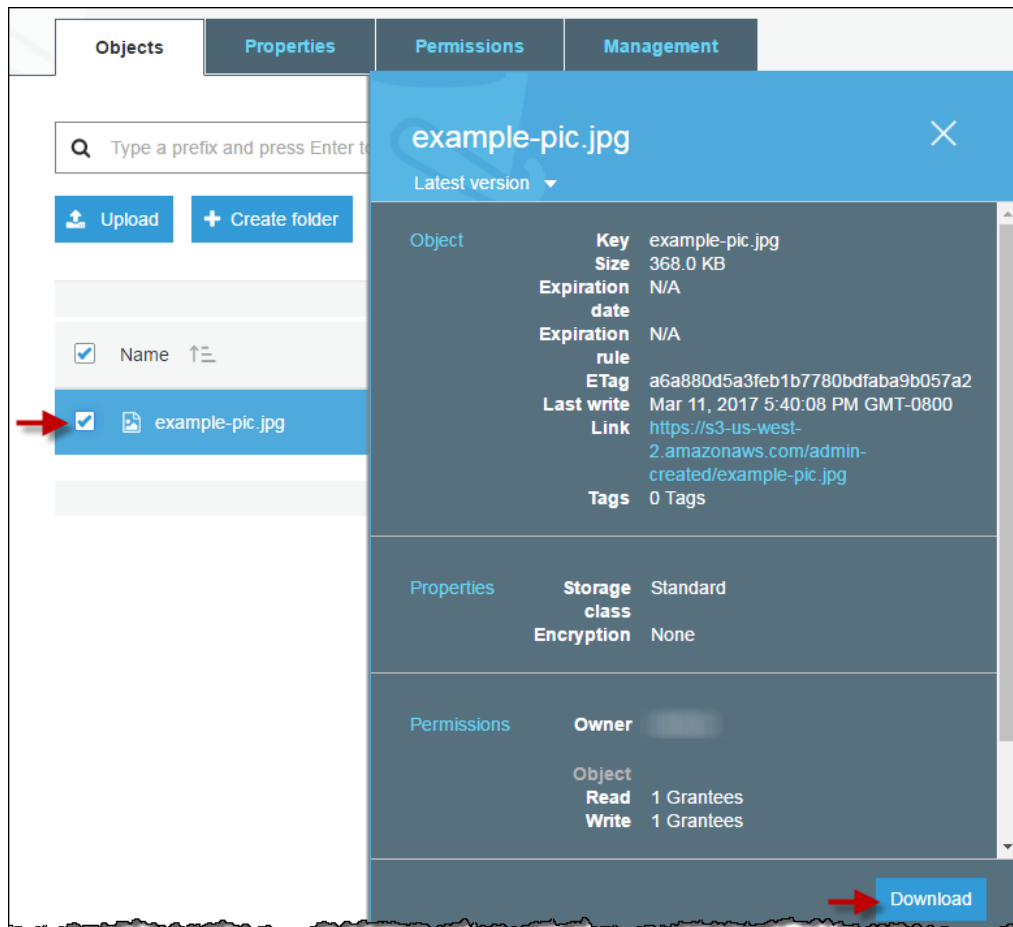 Objects Properties Permissions Management
Type a prefix and press Enter to
Upload Create folder
Name
example-pic.jpg
example-pic.jpg
Latest version
Object Key example-pic.jpg
Size 368.0 KB
Expiration N/A
date
Expiration N/A
rule
ETag a6a880d5a3feb1b7780bdfaba9b057a2
Last write Mar 11, 2017 5:40:08 PM GMT-0800
Link https://s3-us-west-
2.amazonaws.com/admin-
created/example-pic.jpg
Tags 0 Tags
Properties Storage Standard
class
Encryption None
Permissions Owner
Object
Read 1 Grantees
Write 1 Grantees
Download